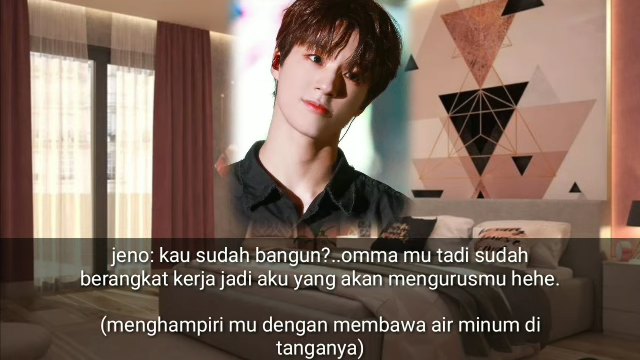 jeno: kau sudah bangun?..omma mu tadi sudah
berangkat kerja jadi aku yang akan mengurusmu hehe.
(menghampiri mu dengan membawa air minum di
tanganya)